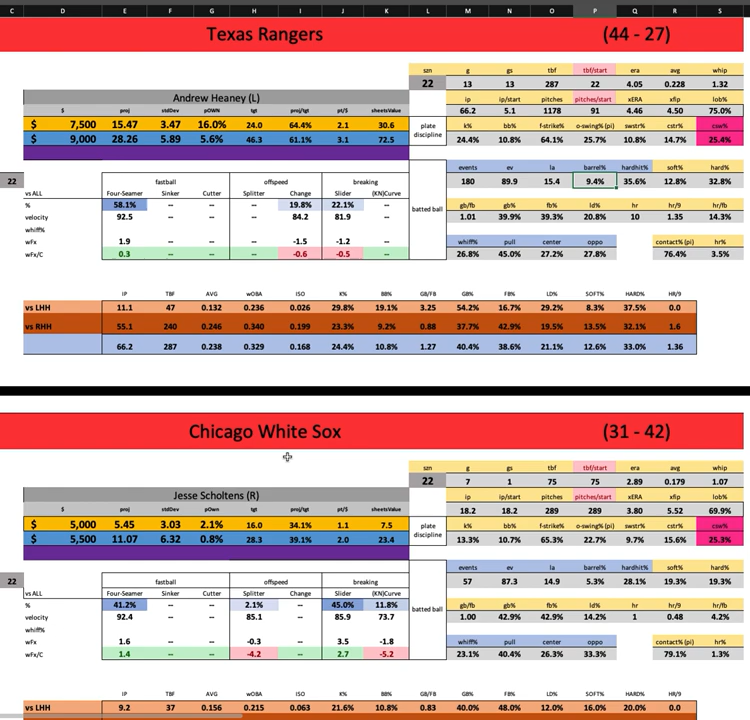 C D E F G H I J K L M N O P Q R S
Texas Rangers (44 - 27)
szn g gs tbf tbf/start era avg whip
22 13 13 287 22 4.05 0.228 1.32
ip ip/start pitches pitches/start xERA xfip lob%
Andrew Heaney (L) 66.2 5.1 1178 91 4.46 4.50 75.0%
$ proj stdDev pOWN tgt proj/tgt pt/$ sheetsValue
$ 7,500 15.47 3.47 16.0% 24.0 64.4% 2.1 30.6
plate discipline k% bb% f-strike% o-swing% (pi) swstr% cstr% csw%
$ 9,000 28.26 5.89 5.6% 46.3 61.1% 3.1 72.5 24.4% 10.8% 64.1% 25.7% 10.8% 14.7% 25.4%
events ev la barrel% hardhit% soft% hard%
22 fastball offspeed breaking 180 89.9 15.4 9.4% 35.6% 12.8% 32.8%
vs ALL Four-Seamer Sinker Cutter Splitter Change Slider (KN)Curve
% 58.1% -- -- -- 19.8% 22.1% -- batted ball gb/fb gb% fb% ld% hr hr/9 hr/fb
velocity 92.5 -- -- -- 84.2 81.9 -- 1.01 39.9% 39.3% 20.8% 10 1.35 14.3%
whiff%
wFx 1.9 -- -- -- -1.5 -1.2 -- whiff% pull center oppo contact% (pi) hr%
wFx/C 0.3 -- -- -- -0.6 -0.5 -- 26.8% 45.0% 27.2% 27.8% 76.4% 3.5%
IP TBF AVG wOBA ISO K% BB% GB/FB GB% FB% LD% SOFT% HARD% HR/9
vs LHH 11.1 47 0.132 0.236 0.026 29.8% 19.1% 3.25 54.2% 16.7% 29.2% 8.3% 37.5% 0.0
vs RHH 55.1 240 0.246 0.340 0.199 23.3% 9.2% 0.88 37.7% 42.9% 19.5% 13.5% 32.1% 1.6
66.2 287 0.238 0.329 0.168 24.4% 10.8% 1.27 40.4% 38.6% 21.1% 12.6% 33.0% 1.36
Chicago White Sox (31 - 42)
szn g gs tbf tbf/start era avg whip
22 7 1 75 75 2.89 0.179 1.07
ip ip/start pitches pitches/start xERA xfip lob%
Jesse Scholtens (R) 18.2 18.2 289 289 3.80 5.52 69.9%
$ proj stdDev pOwn tgt proj/tgt pt/$ sheetsValue
$ 5,000 5.45 3.03 2.1% 16.0 34.1% 1.1 7.5
plate discipline k% bb% f-strike% o-swing% (pi) swstr% cstr% csw%
$ 5,500 11.07 6.32 0.8% 28.3 39.1% 2.0 23.4 13.3% 10.7% 65.3% 22.7% 9.7% 15.6% 25.3%
events ev la barrel% hardhit% soft% hard%
22 fastball offspeed breaking 57 87.3 14.9 5.3% 28.1% 19.3% 19.3%
vs ALL Four-Seamer Sinker Cutter Splitter Change Slider (KN)Curve
% 41.2% -- -- 2.1% -- 45.0% 11.8% batted ball gb/fb gb% fb% ld% hr hr/9 hr/fb
velocity 92.4 -- -- 85.1 -- 85.9 73.7 1.00 42.9% 42.9% 14.2% 1 0.48 4.2%
whiff%
wFx 1.6 -- -- -0.3 -- 3.5 -1.8 whiff% pull center oppo contact% (pi) hr%
wFx/C 1.4 -- -- -4.2 -- 2.7 -5.2 23.1% 40.4% 26.3% 33.3% 79.1% 1.3%
IP TBF AVG wOBA ISO K% BB% GB/FB GB% FB% LD% SOFT% HARD% HR/9
vs LHH 9.2 37 0.156 0.215 0.063 21.6% 10.8% 0.83 40.0% 48.0% 12.0% 16.0% 20.0% 0.0